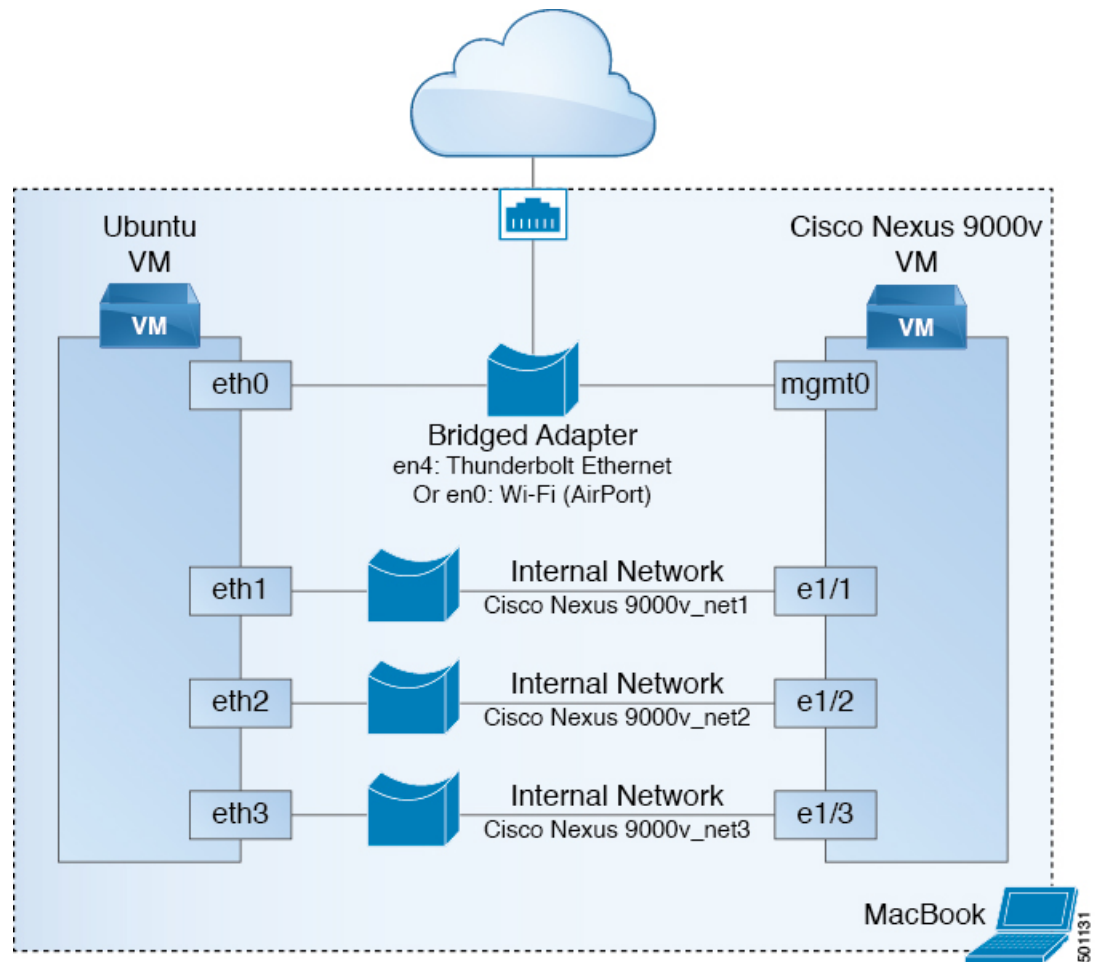 Ubuntu
VM
VM
Cisco Nexus 9000v
VM
VM
eth0
mgmt0
Bridged Adapter
en4: Thunderbolt Ethernet
Or en0: Wi-Fi (AirPort)
eth1
Internal Network
Cisco Nexus 9000v_net1
e1/1
eth2
Internal Network
Cisco Nexus 9000v_net2
e1/2
eth3
Internal Network
Cisco Nexus 9000v_net3
e1/3
MacBook
501131